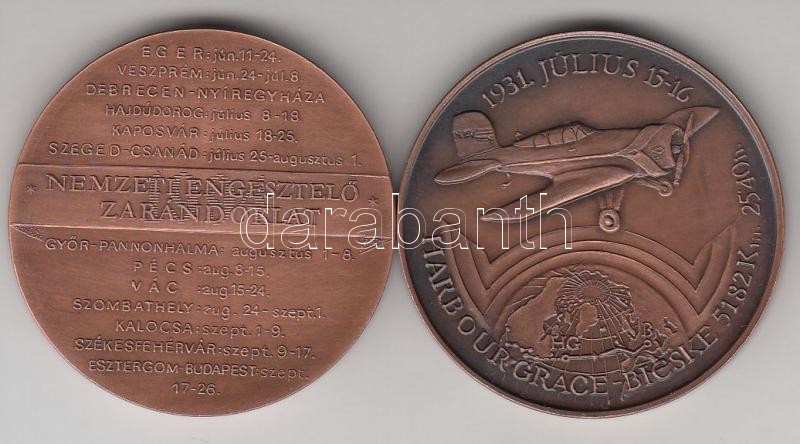 EGER: jún. 11-24.
VESZPRÉM: jún. 24-júl. 8.
DEBRECEN-NYÍREGYHÁZA
HAJDÚDOROG: július 8-18.
KAPOSVÁR: július 18-25.
SZEGED-CSANÁD: július 25-augusztus 1.
* NEMZETI ENGESZTELŐ *
ZARÁNDOKLAT
GYŐR-PANNONHALMA: augusztus 1-8.
PÉCS: aug. 8-15.
VÁC: aug. 15-24.
SZOMBATHELY: aug. 24-szept. 1.
KALOCSA: szept. 1-9.
SZÉKESFEHÉRVÁR: szept. 9-17.
ESZTERGOM-BUDAPEST: szept.
17-26.
1931. JÚLIUS 15-16
HARBOUR GRACE-BICSKE 5182 Km.
HG B
darabanth